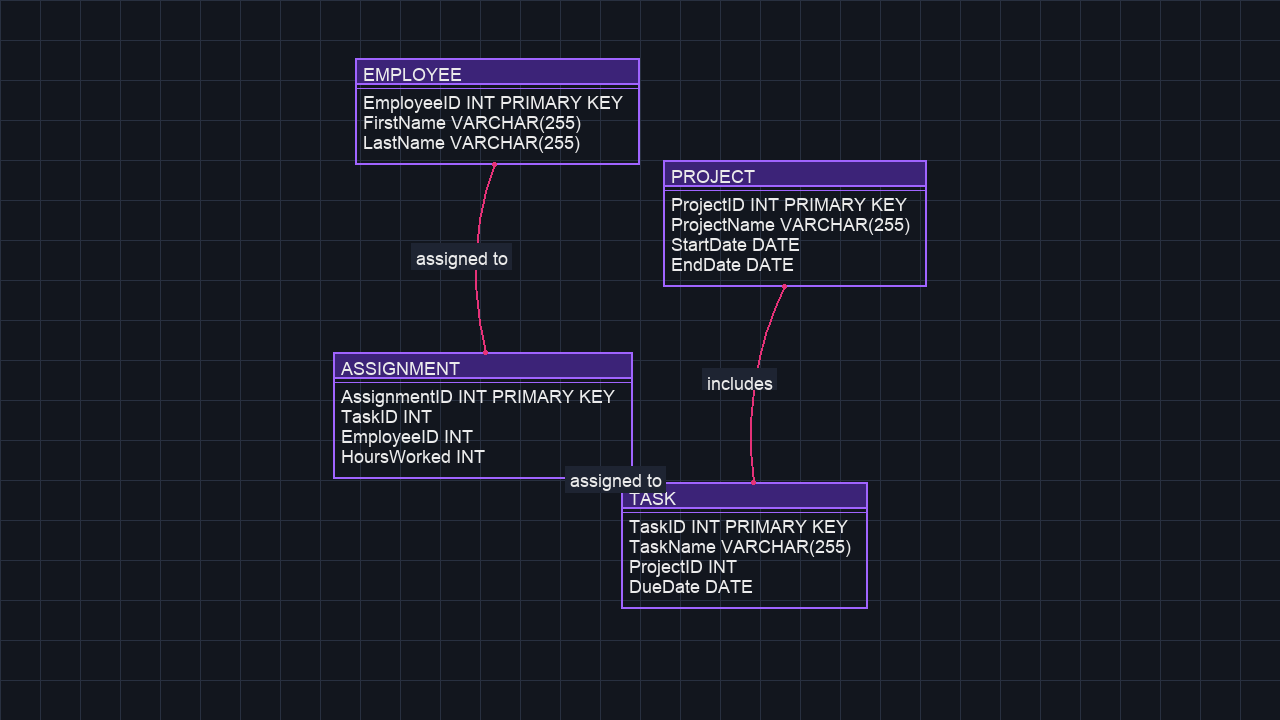 EMPLOYEE
EmployeeID INT PRIMARY KEY
FirstName VARCHAR(255)
LastName VARCHAR(255)
PROJECT
ProjectID INT PRIMARY KEY
ProjectName VARCHAR(255)
StartDate DATE
EndDate DATE
assigned to
includes
ASSIGNMENT
AssignmentID INT PRIMARY KEY
TaskID INT
EmployeeID INT
HoursWorked INT
assigned to
TASK
TaskID INT PRIMARY KEY
TaskName VARCHAR(255)
ProjectID INT
DueDate DATE